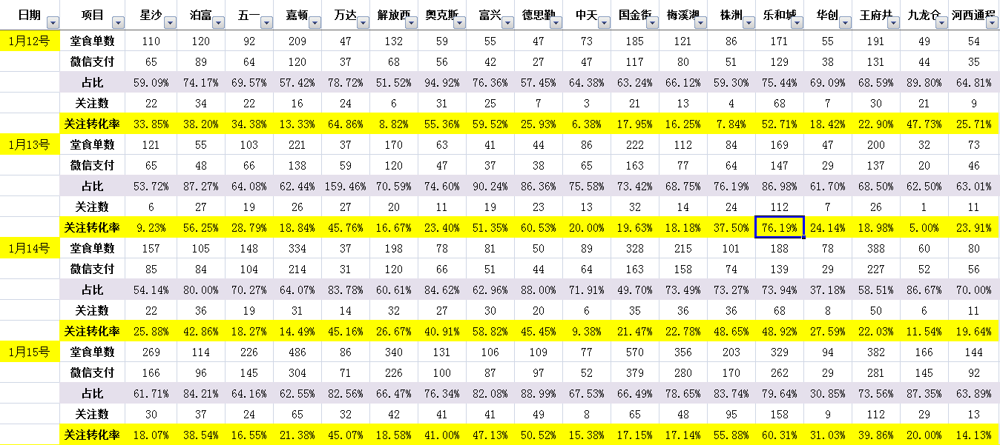 日期 项目 星沙 泊富 五一 嘉顿 万达 解放西 奥克斯 富兴 德思勤 中天 国金街 梅溪湖 株洲 乐和城 华创 王府井 九龙仓 河西通程
1月12号 堂食单数 110 120 92 209 47 132 59 55 47 73 185 121 86 171 55 191 49 54
微信支付 65 89 64 120 37 68 56 42 27 47 117 80 51 129 38 131 44 35
占比 59.09% 74.17% 69.57% 57.42% 78.72% 51.52% 94.92% 76.36% 57.45% 64.38% 63.24% 66.12% 59.30% 75.44% 69.09% 68.59% 89.80% 64.81%
关注数 22 34 22 16 24 6 31 25 7 3 21 13 4 68 7 30 21 9
关注转化率 33.85% 38.20% 34.38% 13.33% 64.86% 8.82% 55.36% 59.52% 25.93% 6.38% 17.95% 16.25% 7.84% 52.71% 18.42% 22.90% 47.73% 25.71%
1月13号 堂食单数 121 55 103 221 37 170 63 41 44 86 222 112 84 169 47 200 32 73
微信支付 65 48 66 138 59 120 47 37 38 65 163 77 64 147 29 137 20 46
占比 53.72% 87.27% 64.08% 62.44% 159.46% 70.59% 74.60% 90.24% 86.36% 75.58% 73.42% 68.75% 76.19% 86.98% 61.70% 68.50% 62.50% 63.01%
关注数 6 27 19 26 27 20 11 19 23 13 32 14 24 112 7 26 1 11
关注转化率 9.23% 56.25% 28.79% 18.84% 45.76% 16.67% 23.40% 51.35% 60.53% 20.00% 19.63% 18.18% 37.50% 76.19% 24.14% 18.98% 5.00% 23.91%
1月14号 堂食单数 157 105 148 334 37 198 78 81 50 89 328 215 101 188 78 388 60 80
微信支付 85 84 104 214 31 120 66 51 44 64 163 158 74 139 29 227 52 56
占比 54.14% 80.00% 70.27% 64.07% 83.78% 60.61% 84.62% 62.96% 88.00% 71.91% 49.70% 73.49% 73.27% 73.94% 37.18% 58.51% 86.67% 70.00%
关注数 22 36 19 31 14 32 27 30 20 6 35 36 36 68 8 50 6 11
关注转化率 25.88% 42.86% 18.27% 14.49% 45.16% 26.67% 40.91% 58.82% 45.45% 9.38% 21.47% 22.78% 48.65% 48.92% 27.59% 22.03% 11.54% 19.64%
1月15号 堂食单数 269 114 226 486 86 340 131 106 109 77 570 356 203 329 94 382 166 144
微信支付 166 96 145 304 71 226 100 87 97 52 379 280 170 262 29 281 145 92
占比 61.71% 84.21% 64.16% 62.55% 82.56% 66.47% 76.34% 82.08% 88.99% 67.53% 66.49% 78.65% 83.74% 79.64% 30.85% 73.56% 87.35% 63.89%
关注数 30 37 24 65 32 42 41 41 49 8 65 48 95 158 9 112 29 13
关注转化率 18.07% 38.54% 16.55% 21.38% 45.07% 18.58% 41.00% 47.13% 50.52% 15.38% 17.15% 17.14% 55.88% 60.31% 31.03% 39.86% 20.00% 14.13%